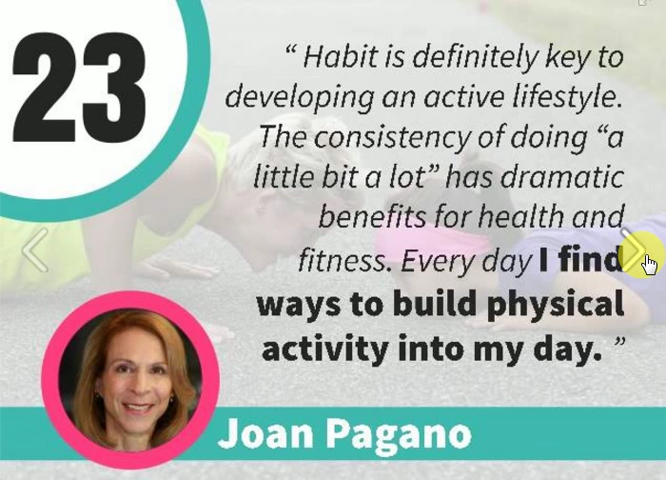 23
“ Habit is definitely key to
developing an active lifestyle.
The consistency of doing “a
little bit a lot” has dramatic
benefits for health and
fitness. Every day I find
ways to build physical
activity into my day. ”
Joan Pagano